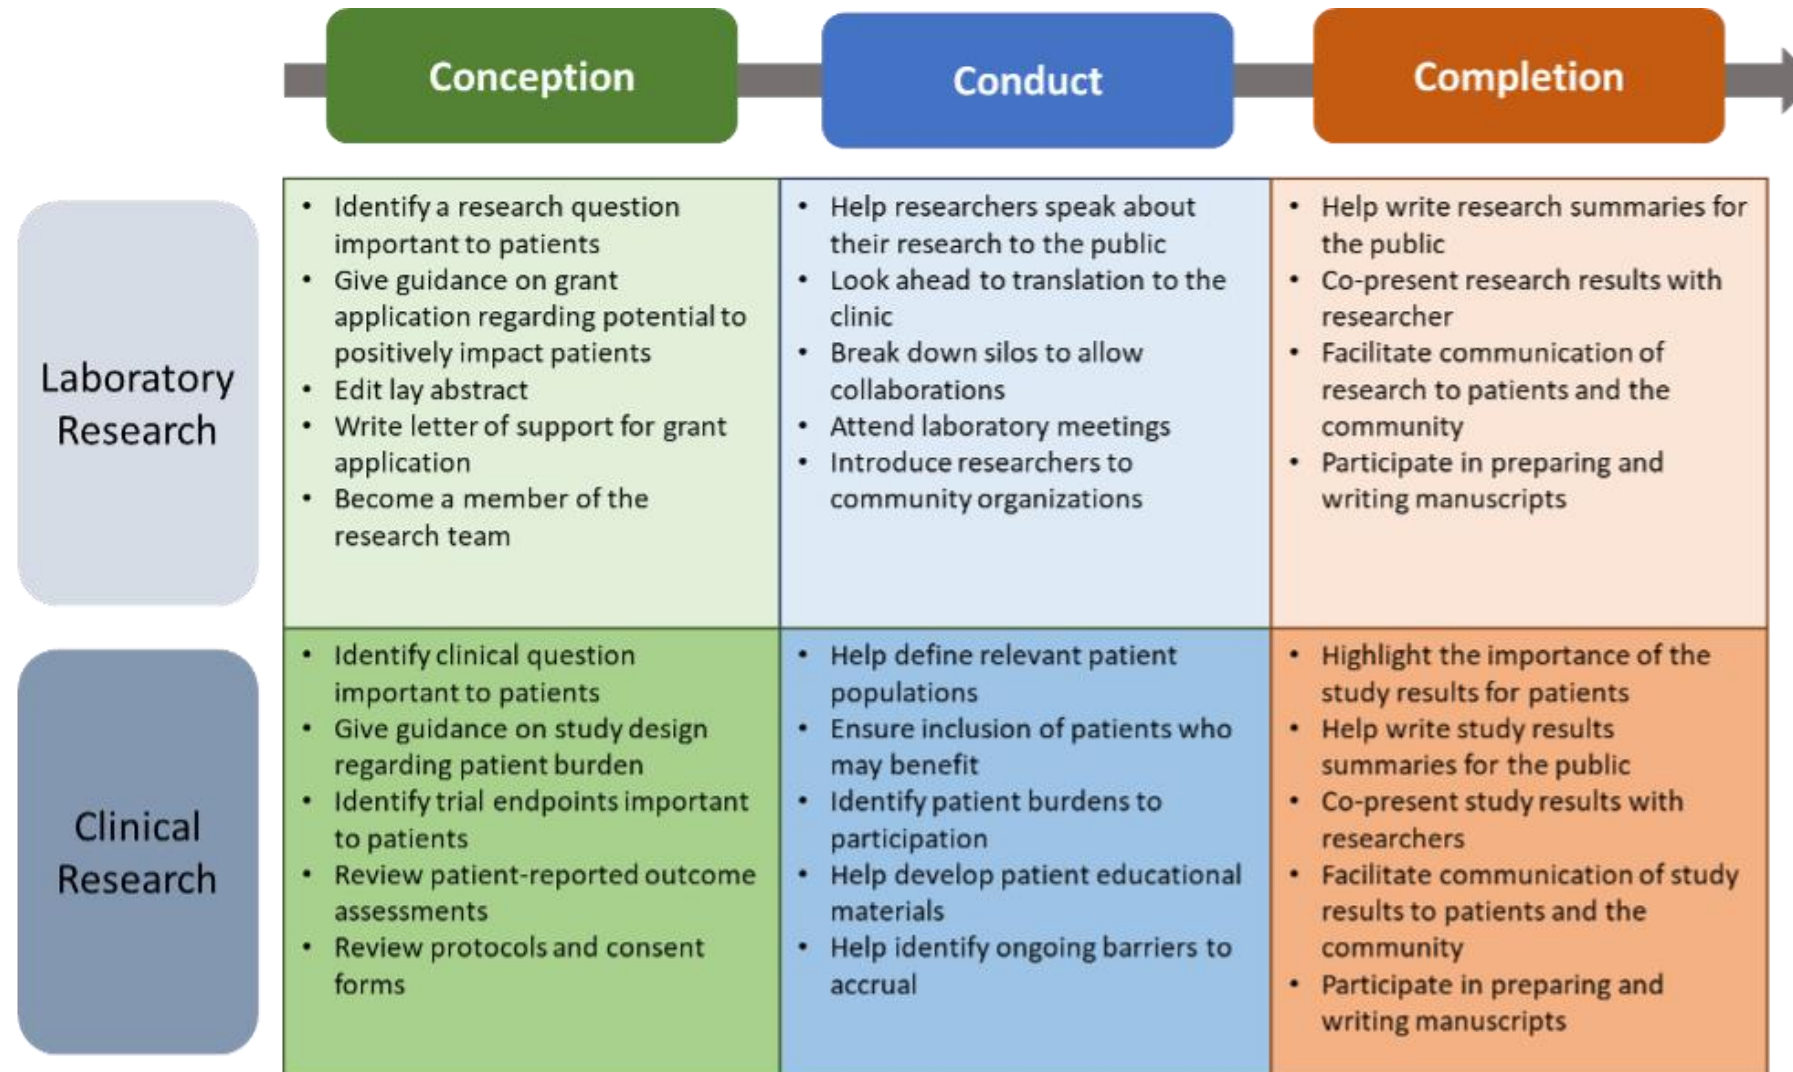 Conception
Conduct
Completion
Laboratory
Research
• Identify a research question
important to patients
• Give guidance on grant
application regarding potential to
positively impact patients
• Edit lay abstract
• Write letter of support for grant
application
• Become a member of the
research team
• Help researchers speak about
their research to the public
• Look ahead to translation to the
clinic
• Break down silos to allow
collaborations
• Attend laboratory meetings
• Introduce researchers to
community organizations
• Help write research summaries for
the public
• Co-present research results with
researcher
• Facilitate communication of
research to patients and the
community
• Participate in preparing and
writing manuscripts
Clinical
Research
• Identify clinical question
important to patients
• Give guidance on study design
regarding patient burden
• Identify trial endpoints important
to patients
• Review patient-reported outcome
assessments
• Review protocols and consent
forms
• Help define relevant patient
populations
• Ensure inclusion of patients who
may benefit
• Identify patient burdens to
participation
• Help develop patient educational
materials
• Help identify ongoing barriers to
accrual
• Highlight the importance of the
study results for patients
• Help write study results
summaries for the public
• Co-present study results with
researchers
• Facilitate communication of study
results to patients and the
community
• Participate in preparing and
writing manuscripts